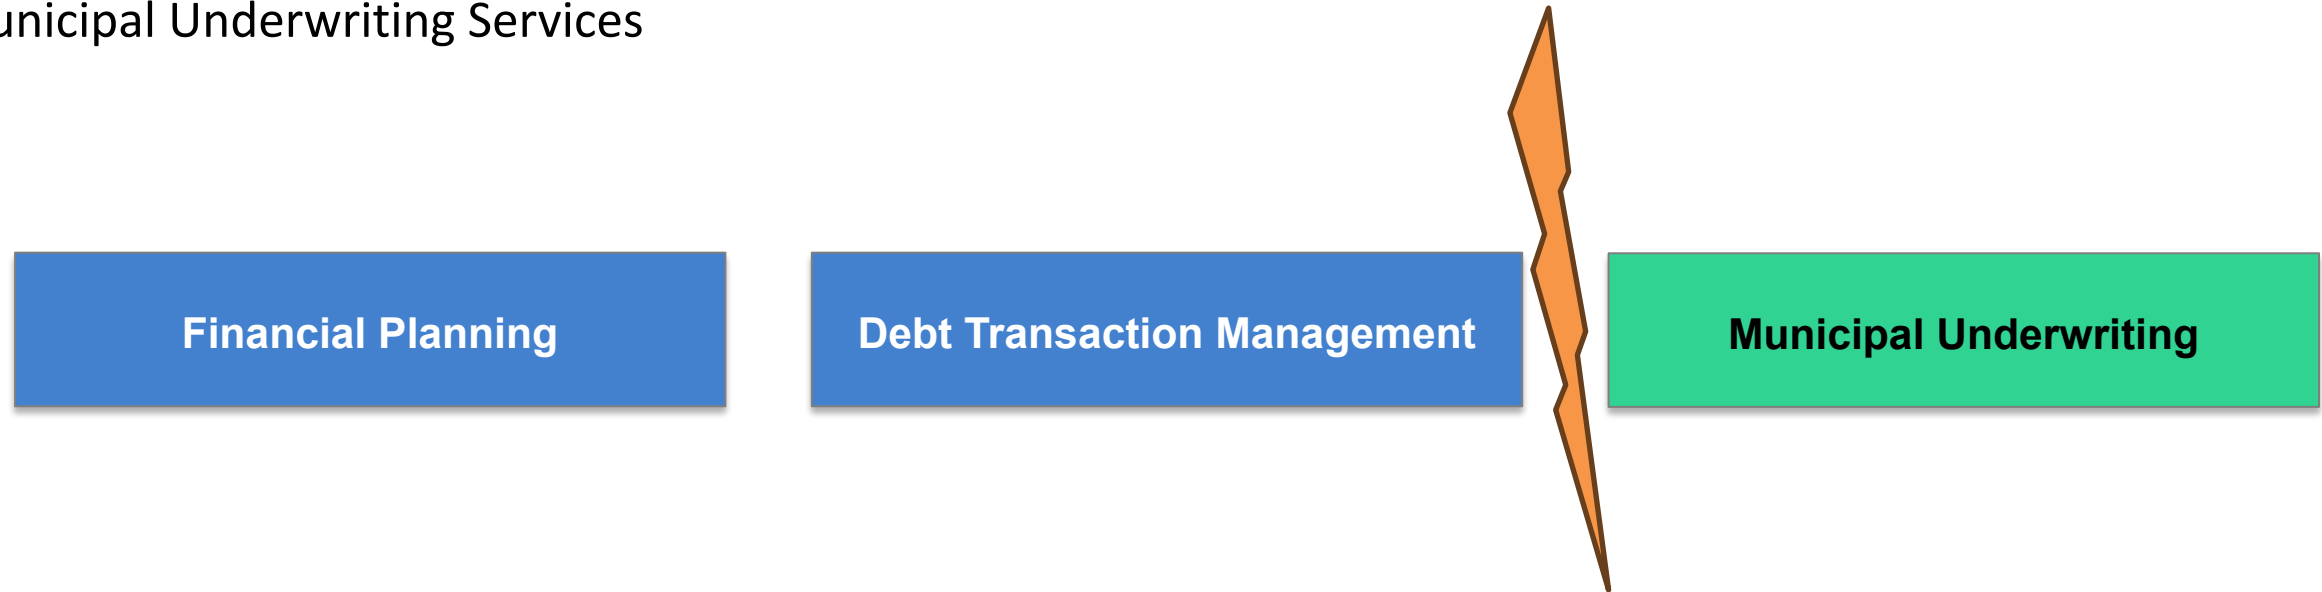 unicipal Underwriting Services
Financial Planning
Debt Transaction Management
Municipal Underwriting